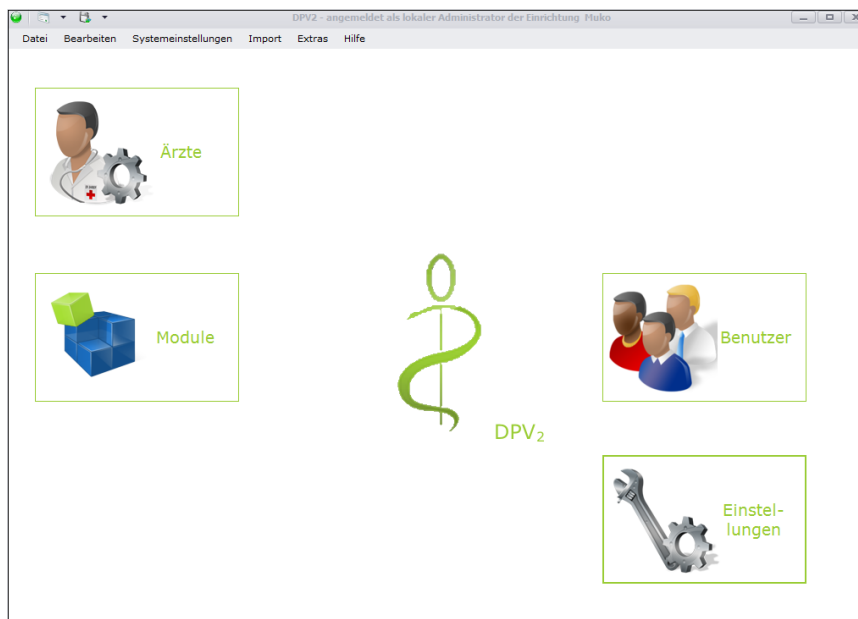 DPV2 - angemeldet als lokaler Administrator der Einrichtung Muko
Datei Bearbeiten Systemeinstellungen Import Extras Hilfe
Ärzte
Module
Benutzer
DPV₂
Einstel-
lungen